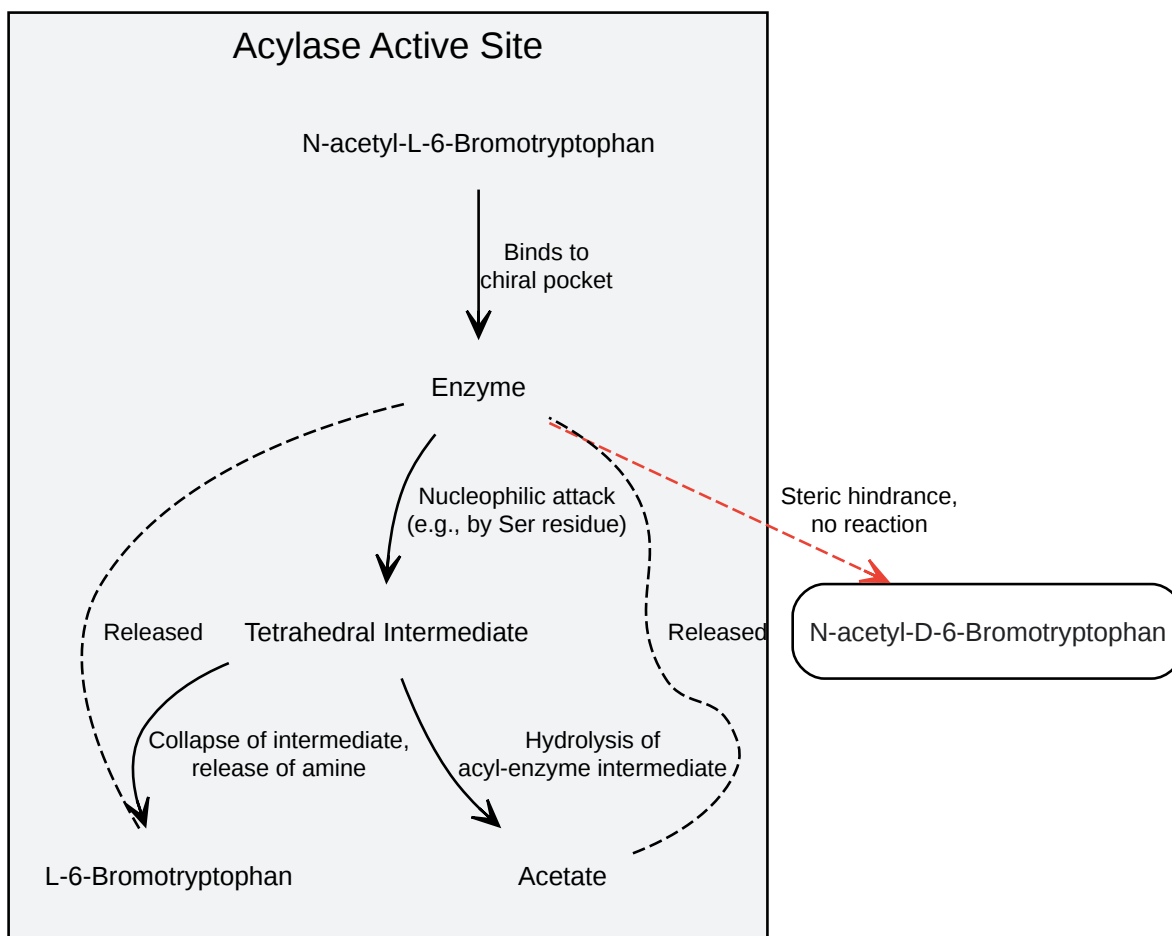 Acylase Active Site
N-acetyl-L-6-Bromotryptophan
Binds to
chiral pocket
Enzyme
Nucleophilic attack
(e.g., by Ser residue)
Steric hindrance,
no reaction
Released
Tetrahedral Intermediate
Released
N-acetyl-D-6-Bromotryptophan
Collapse of intermediate,
release of amine
Hydrolysis of
acyl-enzyme intermediate
L-6-Bromotryptophan
Acetate